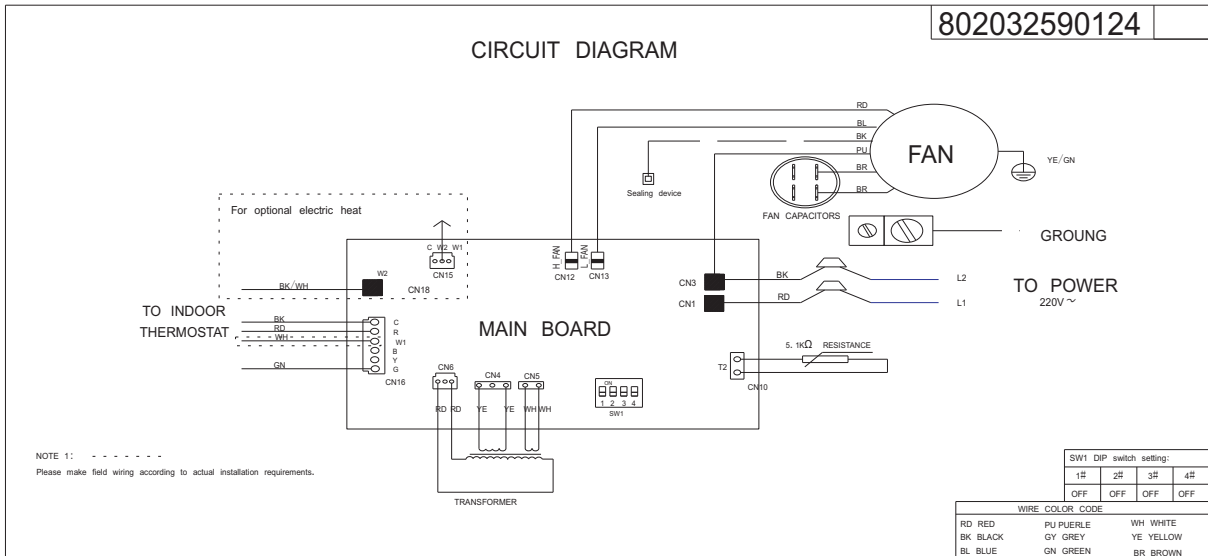 802032590124
CIRCUIT DIAGRAM
RD
BL
BK
PU
BR
BR
FAN
YE/GN
Sealing device
FAN CAPACITORS
GROUNG
For optional electric heat
C W2 W1
CN15
W2
BK/WH
CN18
H_FAN
L_FAN
CN12
CN13
CN3
BK
L2
CN1
RD
L1
TO POWER
220V ~
TO INDOOR
THERMOSTAT
BK
C
RD
R
WH
W1
B
Y
GN
G
CN16
MAIN BOARD
5.1KΩ RESISTANCE
T2
CN10
CN6
CN4
CN5
ON
1 2 3 4
SW1
RD RD
YE YE
WH WH
TRANSFORMER
NOTE 1: - - - - - - -
Please make field wiring according to actual installation requirements.
SW1 DIP switch setting:
1# 2# 3# 4#
OFF OFF OFF OFF
WIRE COLOR CODE
RD RED PU PUERLE WH WHITE
BK BLACK GY GREY YE YELLOW
BL BLUE GN GREEN BR BROWN